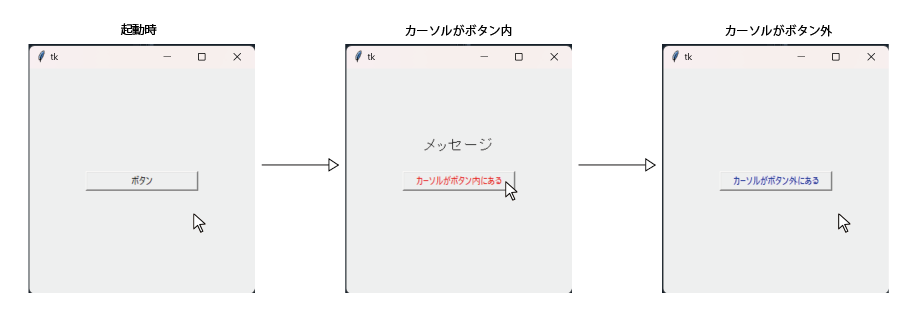 起動時
カーソルがボタン内
カーソルがボタン外
tk
tk
tk
ボタン
メッセージ
カーソルがボタン内にある
カーソルがボタン外にある